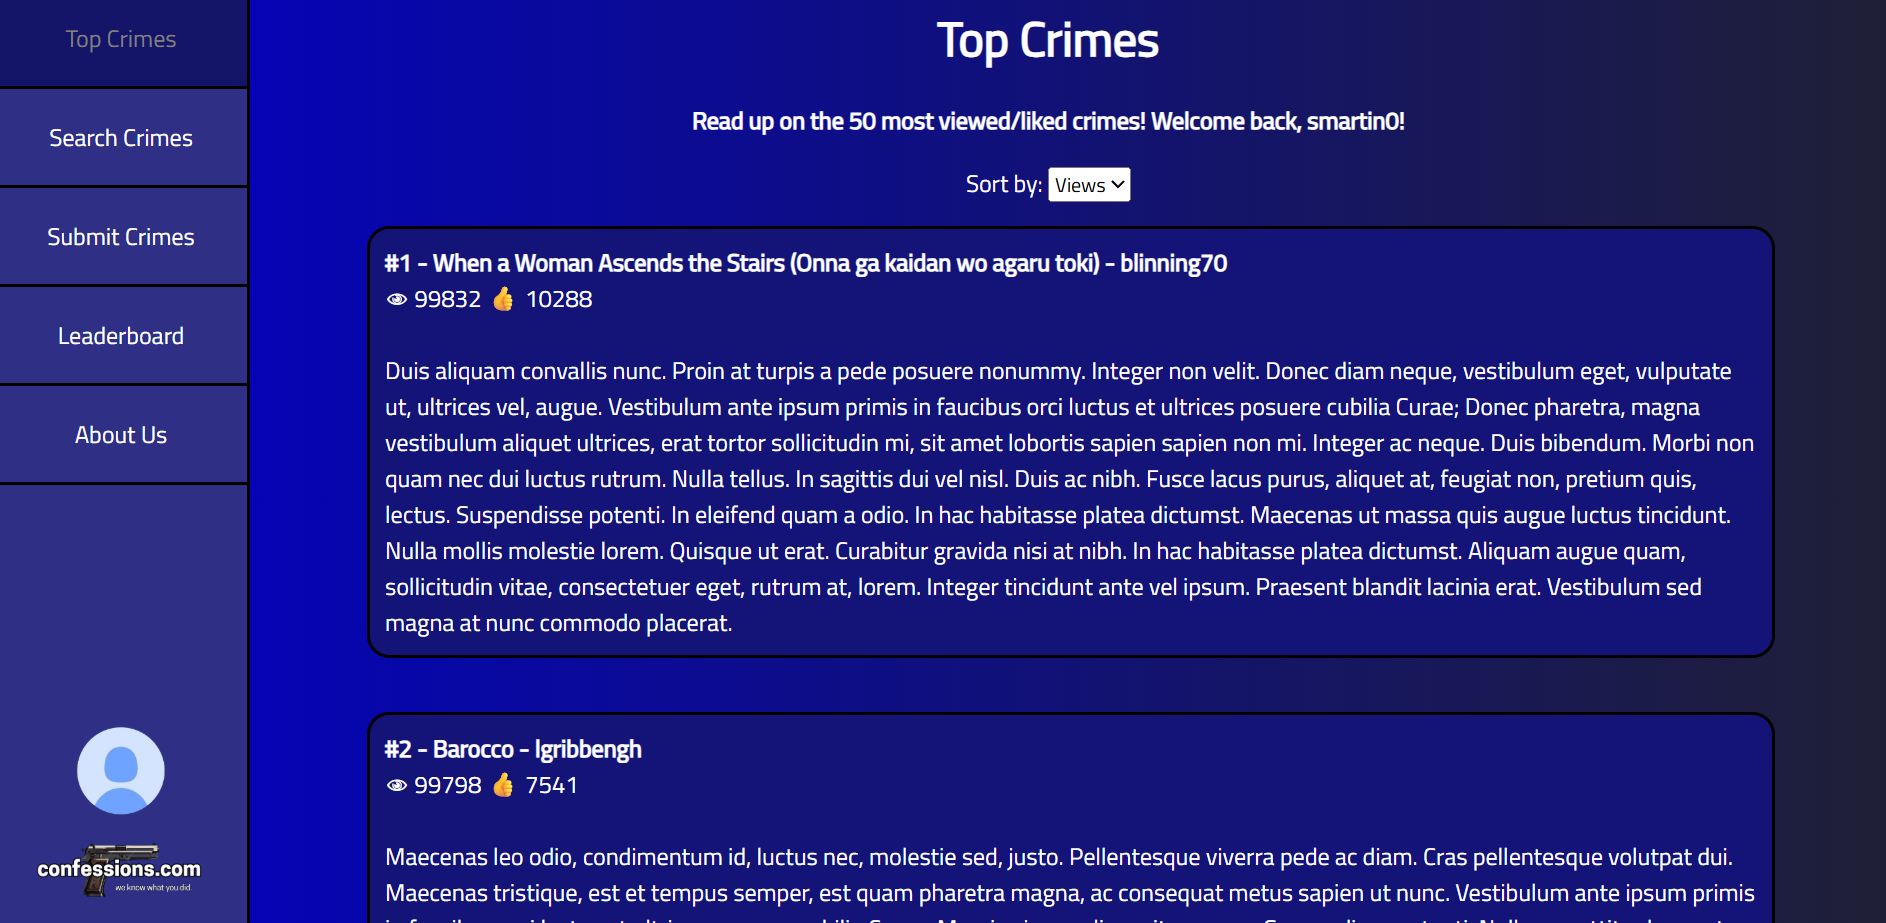 Top Crimes
Search Crimes
Submit Crimes
Leaderboard
About Us
confessions.com
we know what you did.
Top Crimes
Read up on the 50 most viewed/liked crimes! Welcome back, smartin0!
Sort by: Views
#1 - When a Woman Ascends the Stairs (Onna ga kaidan wo agaru toki) - blinning70
99832 10288
Duis aliquam convallis nunc. Proin at turpis a pede posuere nonummy. Integer non velit. Donec diam neque, vestibulum eget, vulputate
ut, ultrices vel, augue. Vestibulum ante ipsum primis in faucibus orci luctus et ultrices posuere cubilia Curae; Donec pharetra, magna
vestibulum aliquet ultrices, erat tortor sollicitudin mi, sit amet lobortis sapien sapien non mi. Integer ac neque. Duis bibendum. Morbi non
quam nec dui luctus rutrum. Nulla tellus. In sagittis dui vel nisl. Duis ac nibh. Fusce lacus purus, aliquet at, feugiat non, pretium quis,
lectus. Suspendisse potenti. In eleifend quam a odio. In hac habitasse platea dictumst. Maecenas ut massa quis augue luctus tincidunt.
Nulla mollis molestie lorem. Quisque ut erat. Curabitur gravida nisi at nibh. In hac habitasse platea dictumst. Aliquam augue quam,
sollicitudin vitae, consectetuer eget, rutrum at, lorem. Integer tincidunt ante vel ipsum. Praesent blandit lacinia erat. Vestibulum sed
magna at nunc commodo placerat.
#2 - Barocco - lgribbengh
99798 7541
Maecenas leo odio, condimentum id, luctus nec, molestie sed, justo. Pellentesque viverra pede ac diam. Cras pellentesque volutpat dui.
Maecenas tristique, est et tempus semper, est quam pharetra magna, ac consequat metus sapien ut nunc. Vestibulum ante ipsum primis